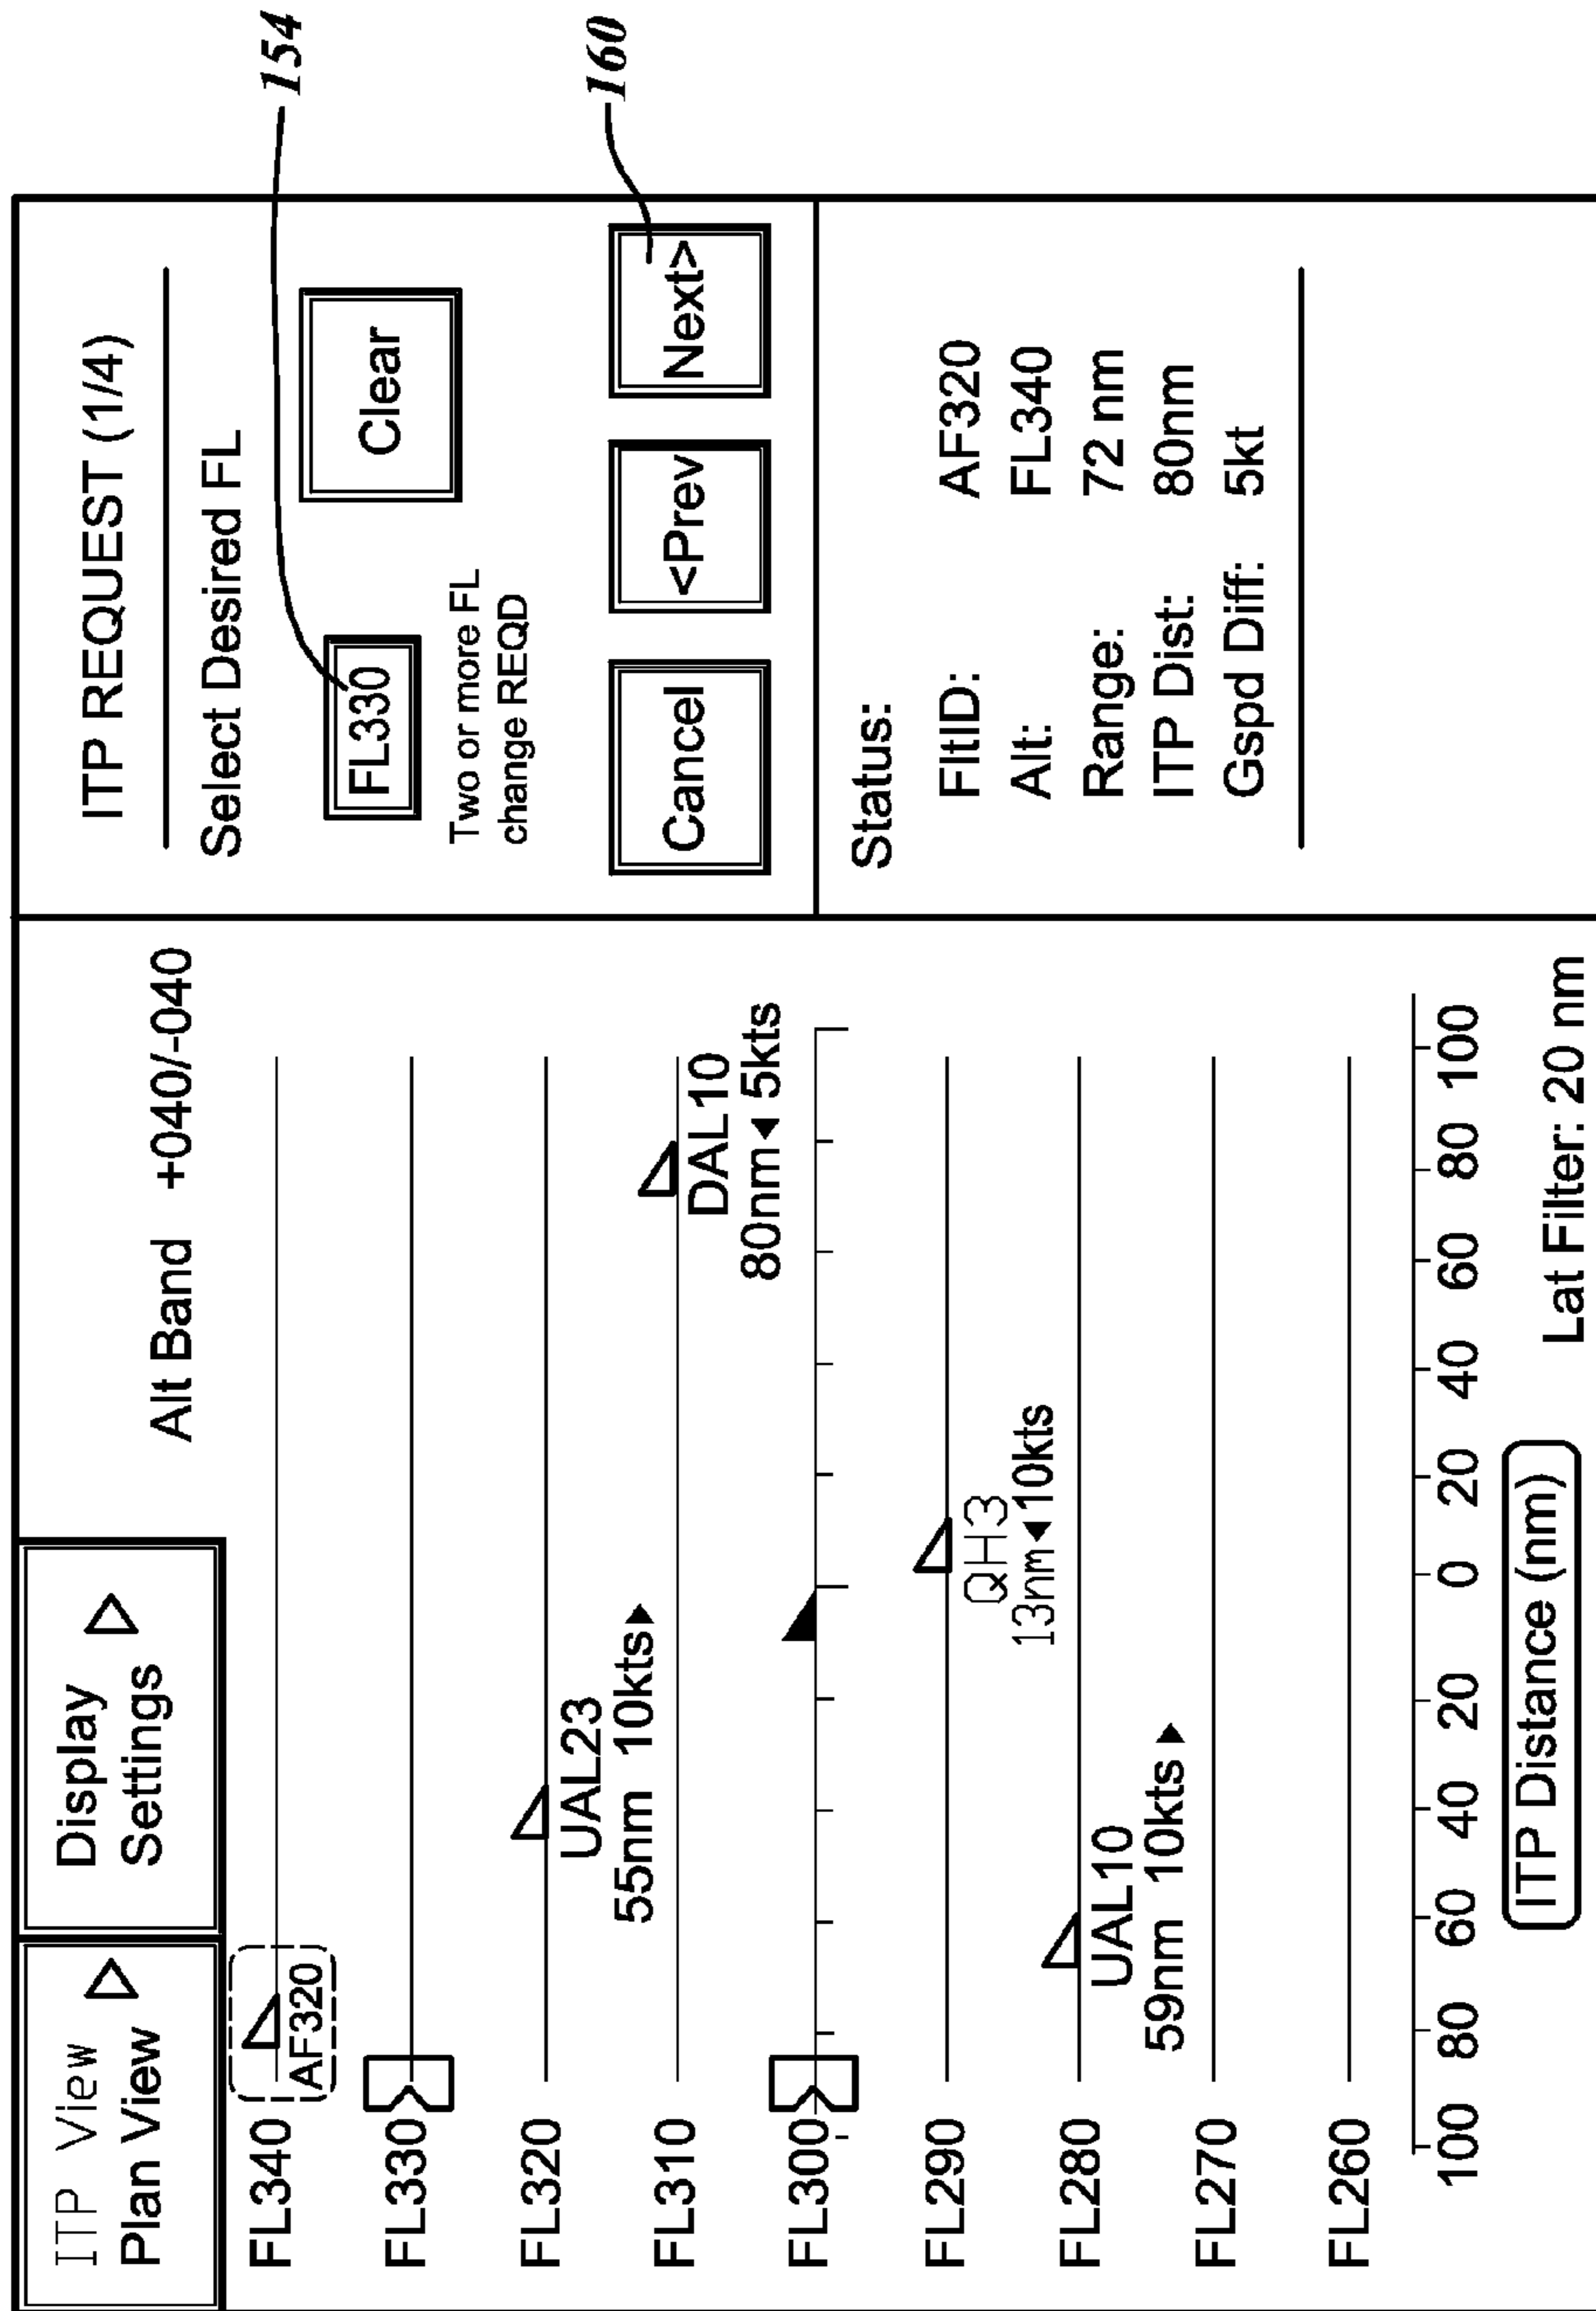 ITP View
Plan View
Display
Settings
Alt Band +040/-040
FL340
AF320
FL330
FL320
UAL23
55nm 10kts
FL310
DAL10
80nm 5kts
FL300
FL290
QH3
13nm 10kts
FL280
UAL10
59nm 10kts
FL270
FL260
100 80 60 40 20 0 20 40 60 80 100
ITP Distance (nm)
Lat Filter: 20 nm
ITP REQUEST (1/4)
Select Desired FL
FL330
Clear
Two or more FL
change REQD
Cancel
<Prev
Next>
Status:
FltID: AF320
Alt: FL340
Range: 72 nm
ITP Dist: 80nm
Gspd Diff: 5kt
154
160